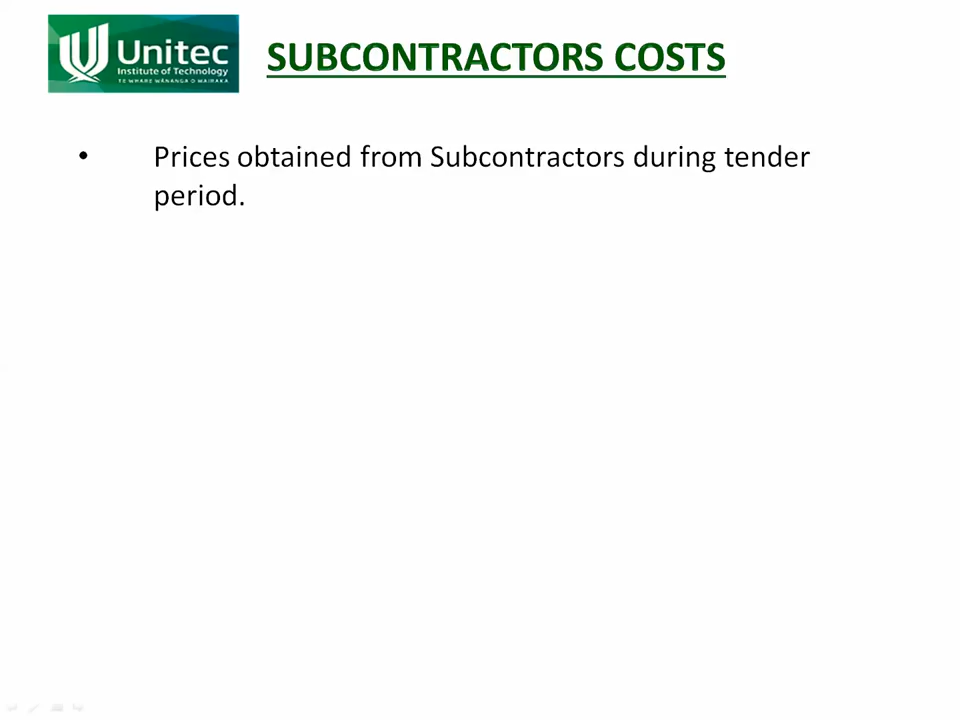 Unitec
Institute of Technology
TE WHARE WĀNANGA O WAIRAKA
SUBCONTRACTORS COSTS
• Prices obtained from Subcontractors during tender
period.